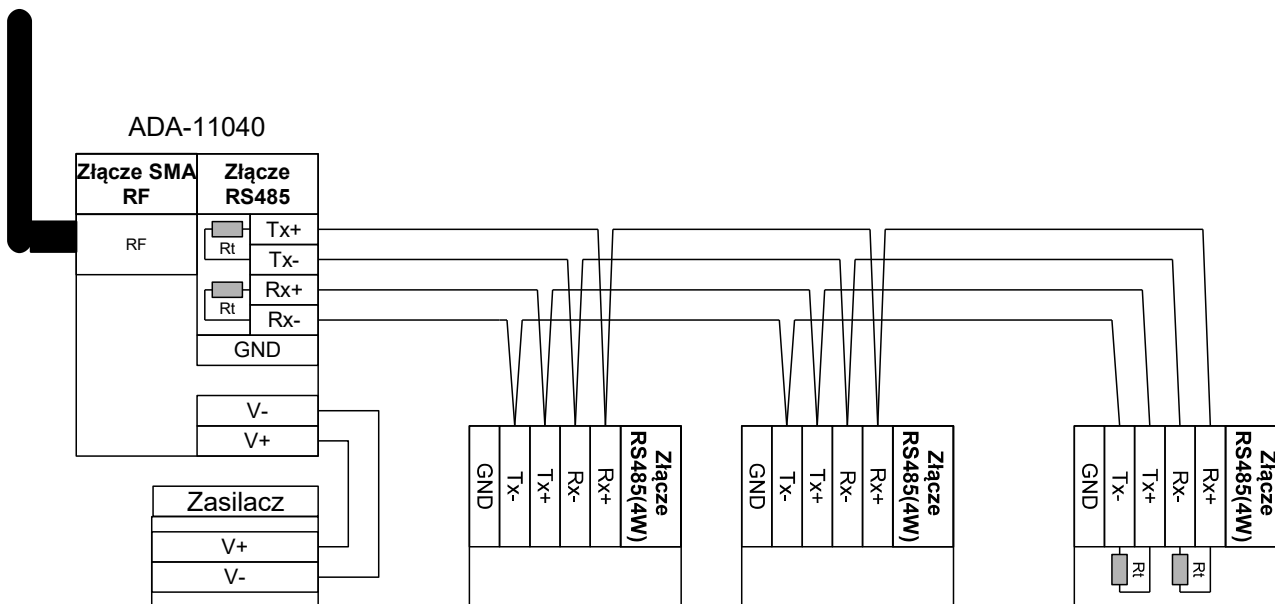 ADA-11040
Złącze SMA
RF
Złącze
RS485
RF
Rt
Tx+
Tx-
Rt
Rx+
Rx-
GND
V-
V+
Zasilacz
V+
V-
GND
Tx-
Tx+
Rx-
Rx+
Złącze
RS485(4W)
GND
Tx-
Tx+
Rx-
Rx+
Złącze
RS485(4W)
GND
Tx-
Tx+
Rx-
Rx+
Złącze
RS485(4W)
Rt
Rt